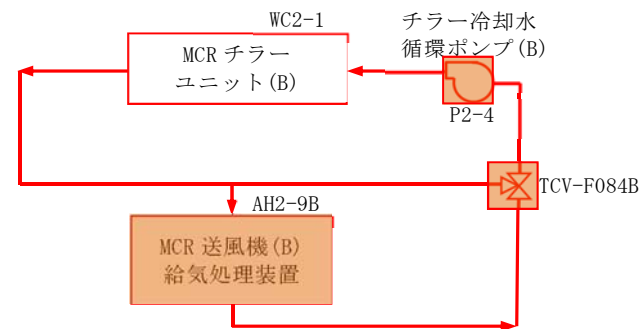 WC2-1
MCR チラー
ユニット(B)
チラー冷却水
循環ポンプ(B)
P2-4
TCV-F084B
AH2-9B
MCR 送風機(B)
給気処理装置